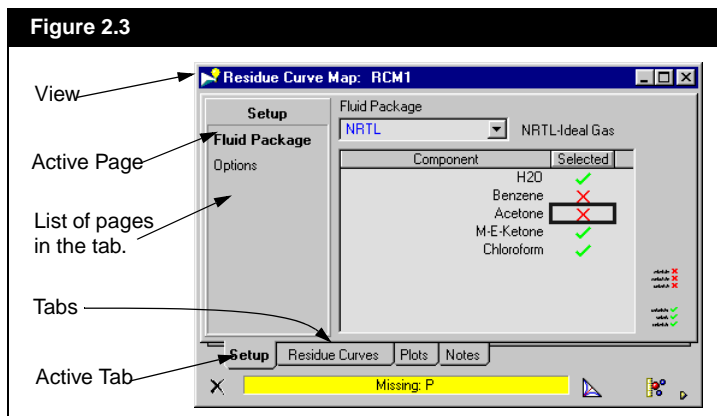 Figure 2.3
View
Active Page
List of pages
in the tab.
Tabs
Active Tab
Residue Curve Map: RCM1
Setup
Fluid Package
Options
Fluid Package
NRTL
NRTL-Ideal Gas
Component Selected
H2O
Benzene
Acetone
M-E-Ketone
Chloroform
Setup Residue Curves Plots Notes
Missing: P